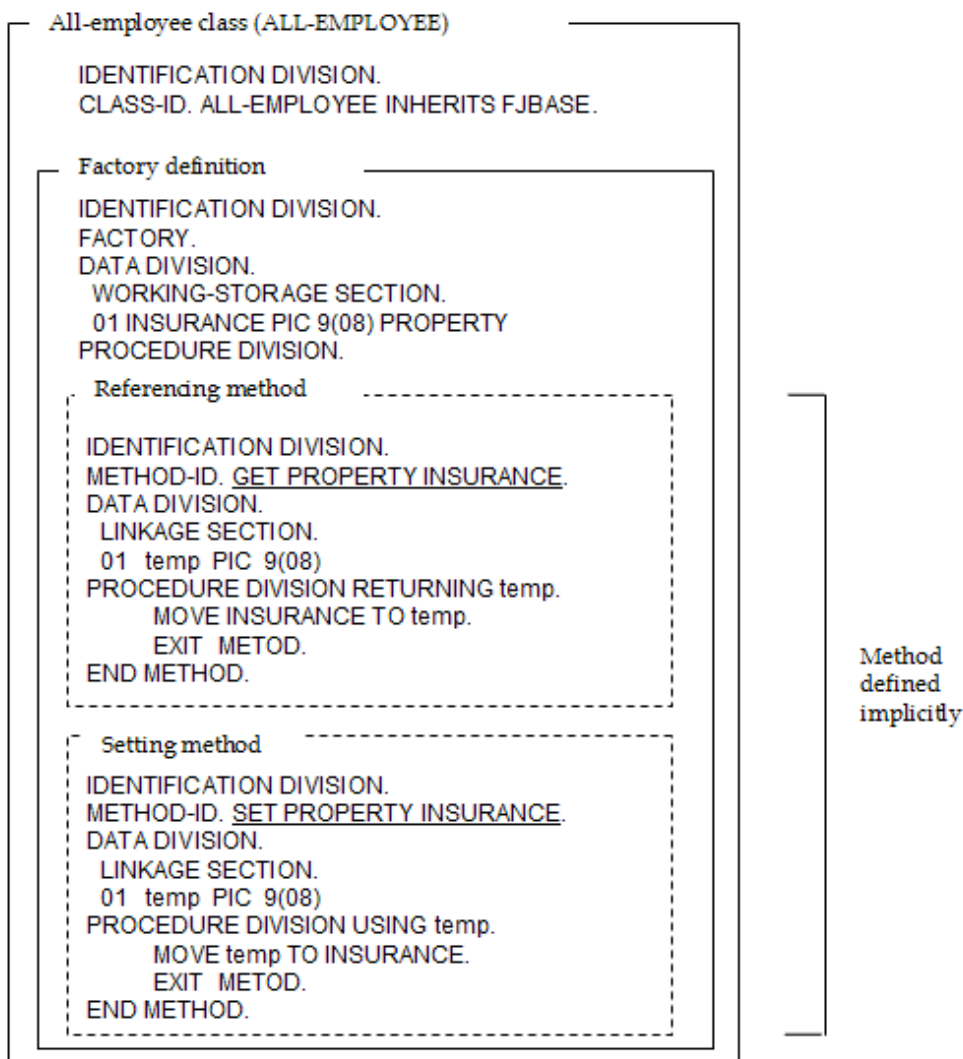 All-employee class (ALL-EMPLOYEE)
IDENTIFICATION DIVISION.
CLASS-ID. ALL-EMPLOYEE INHERITS FJBASE.
Factory definition
IDENTIFICATION DIVISION.
FACTORY.
DATA DIVISION.
WORKING-STORAGE SECTION.
01 INSURANCE PIC 9(08) PROPERTY
PROCEDURE DIVISION.
Referencing method
IDENTIFICATION DIVISION.
METHOD-ID. GET PROPERTY INSURANCE.
DATA DIVISION.
LINKAGE SECTION.
01 temp PIC 9(08)
PROCEDURE DIVISION RETURNING temp.
MOVE INSURANCE TO temp.
EXIT METOD.
END METHOD.
Setting method
IDENTIFICATION DIVISION.
METHOD-ID. SET PROPERTY INSURANCE.
DATA DIVISION.
LINKAGE SECTION.
01 temp PIC 9(08)
PROCEDURE DIVISION USING temp.
MOVE temp TO INSURANCE.
EXIT METOD.
END METHOD.
Method
defined
implicitly